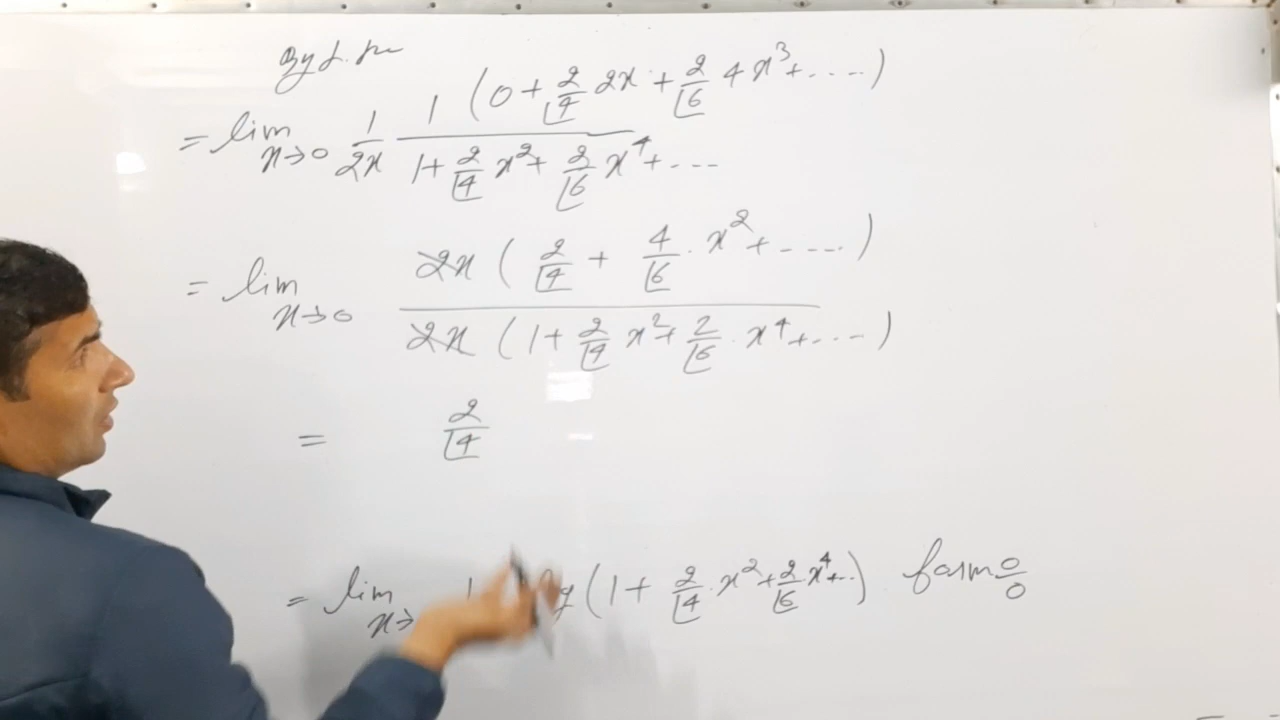 By L.
= lim x→0 1/2x 1 (0 + 2/⌊4 2x + 2/⌊6 4x³ + .....) / 1 + 2/⌊4 x² + 2/⌊6 x⁴ + ...
= lim x→0 2x ( 2/⌊4 + 4/⌊6 . x² + ..... ) / 2x (1 + 2/⌊4 x² + 2/⌊6 . x⁴ + ....)
= 2/⌊4
= lim x→ (1 + 2/⌊4 . x² + 2/⌊6 x⁴ + ..) form 0/0